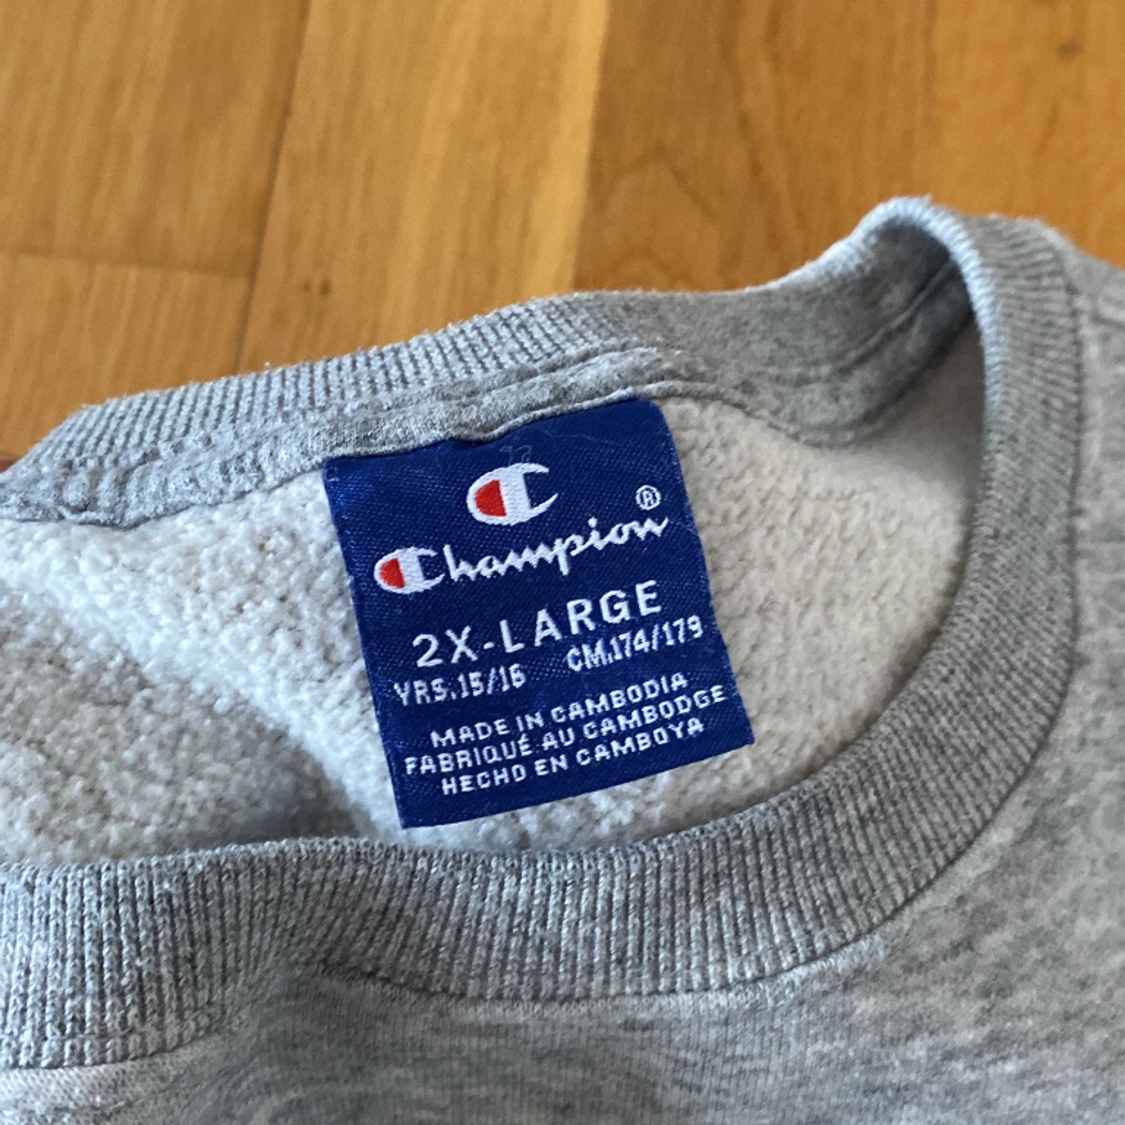 Champion®
2X-LARGE
YRS.15/16 CM.174/179
MADE IN CAMBODIA
FABRIQUÉ AU CAMBODGE
HECHO EN CAMBOYA